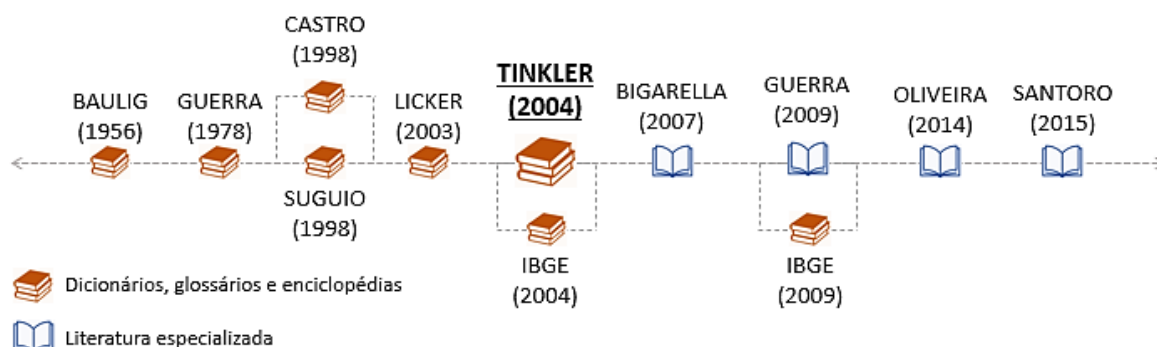 CASTRO
(1998)
BAULIG
(1956)
GUERRA
(1978)
LICKER
(2003)
TINKLER
(2004)
BIGARELLA
(2007)
GUERRA
(2009)
OLIVEIRA
(2014)
SANTORO
(2015)
SUGUIO
(1998)
IBGE
(2004)
IBGE
(2009)
Dicionários, glossários e enciclopédias
Literatura especializada